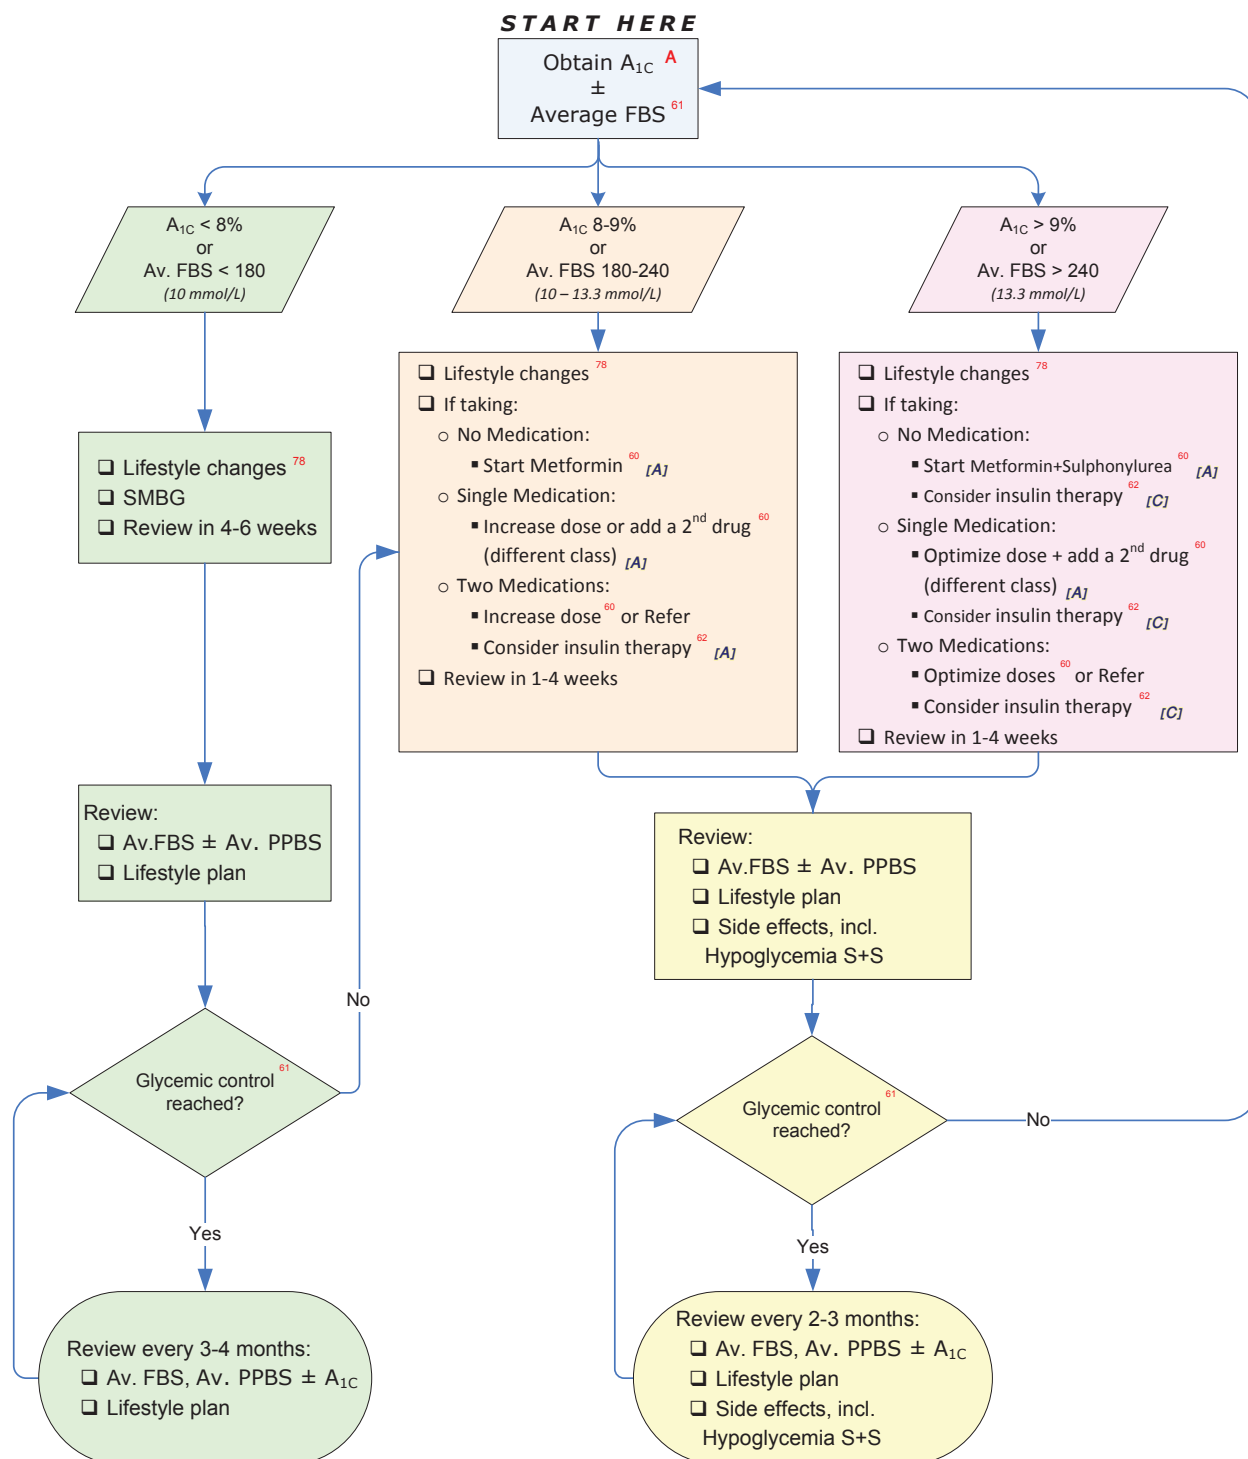 START HERE
Obtain A1C A
±
Average FBS 61
A1C < 8%
or
Av. FBS < 180
(10 mmol/L)
A1C 8-9%
or
Av. FBS 180-240
(10 – 13.3 mmol/L)
A1C > 9%
or
Av. FBS > 240
(13.3 mmol/L)
❑ Lifestyle changes 78
❑ SMBG
❑ Review in 4-6 weeks
❑ Lifestyle changes 78
❑ If taking:
○ No Medication:
▪ Start Metformin 60 [A]
○ Single Medication:
▪ Increase dose or add a 2nd drug 60
(different class) [A]
○ Two Medications:
▪ Increase dose 60 or Refer
▪ Consider insulin therapy 62 [A]
❑ Review in 1-4 weeks
❑ Lifestyle changes 78
❑ If taking:
○ No Medication:
▪ Start Metformin+Sulphonylurea 60 [A]
▪ Consider insulin therapy 62 [C]
○ Single Medication:
▪ Optimize dose + add a 2nd drug 60
(different class) [A]
▪ Consider insulin therapy 62 [C]
○ Two Medications:
▪ Optimize doses 60 or Refer
▪ Consider insulin therapy 62 [C]
❑ Review in 1-4 weeks
Review:
❑ Av.FBS ± Av. PPBS
❑ Lifestyle plan
Review:
❑ Av.FBS ± Av. PPBS
❑ Lifestyle plan
❑ Side effects, incl.
Hypoglycemia S+S
No
Glycemic control 61
reached?
Glycemic control 61
reached?
No
Yes
Yes
Review every 3-4 months:
❑ Av. FBS, Av. PPBS ± A1C
❑ Lifestyle plan
Review every 2-3 months:
❑ Av. FBS, Av. PPBS ± A1C
❑ Lifestyle plan
❑ Side effects, incl.
Hypoglycemia S+S